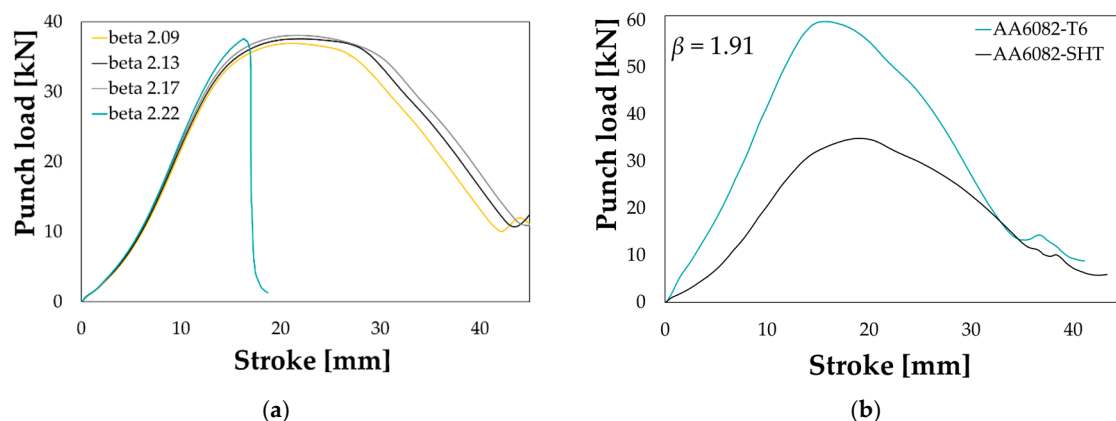 Punch load [kN]
40
30
20
10
0
beta 2.09
beta 2.13
beta 2.17
beta 2.22
0 10 20 30 40
Stroke [mm]
(a)
Punch load [kN]
60
50
40
30
20
10
0
β = 1.91
AA6082-T6
AA6082-SHT
0 10 20 30 40
Stroke [mm]
(b)